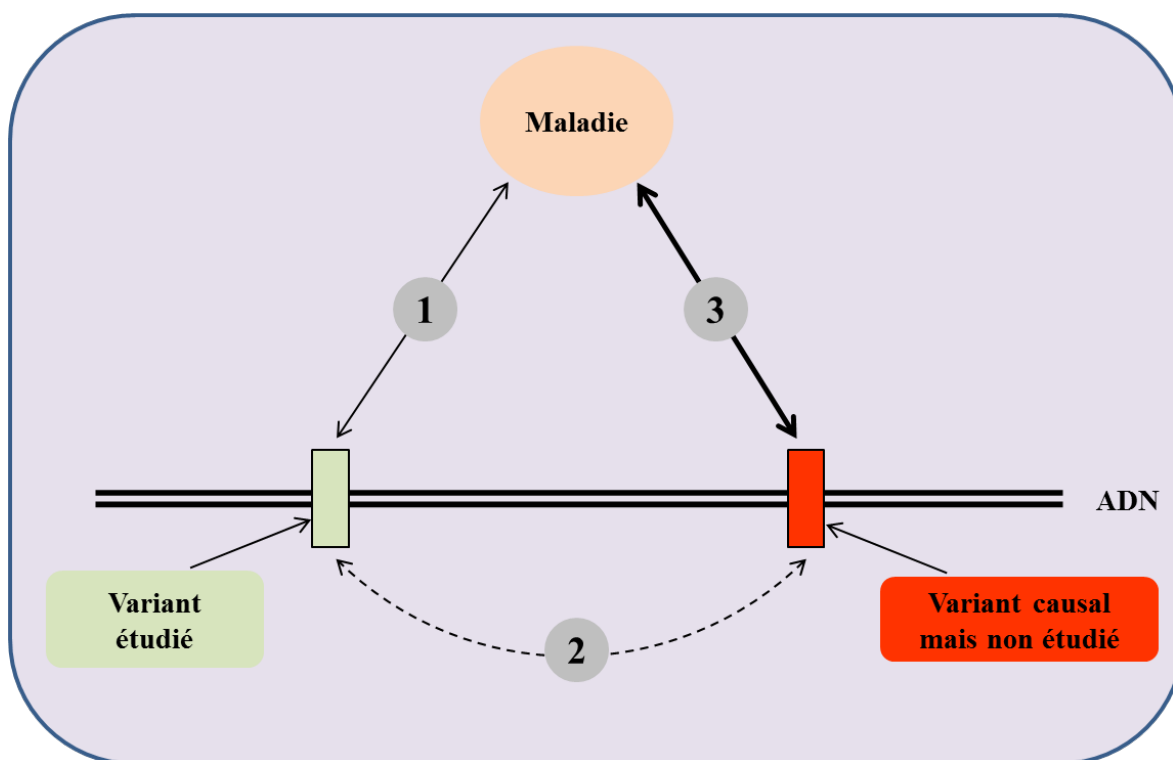 Maladie
1
3
ADN
Variant
étudié
Variant causal
mais non étudié
2